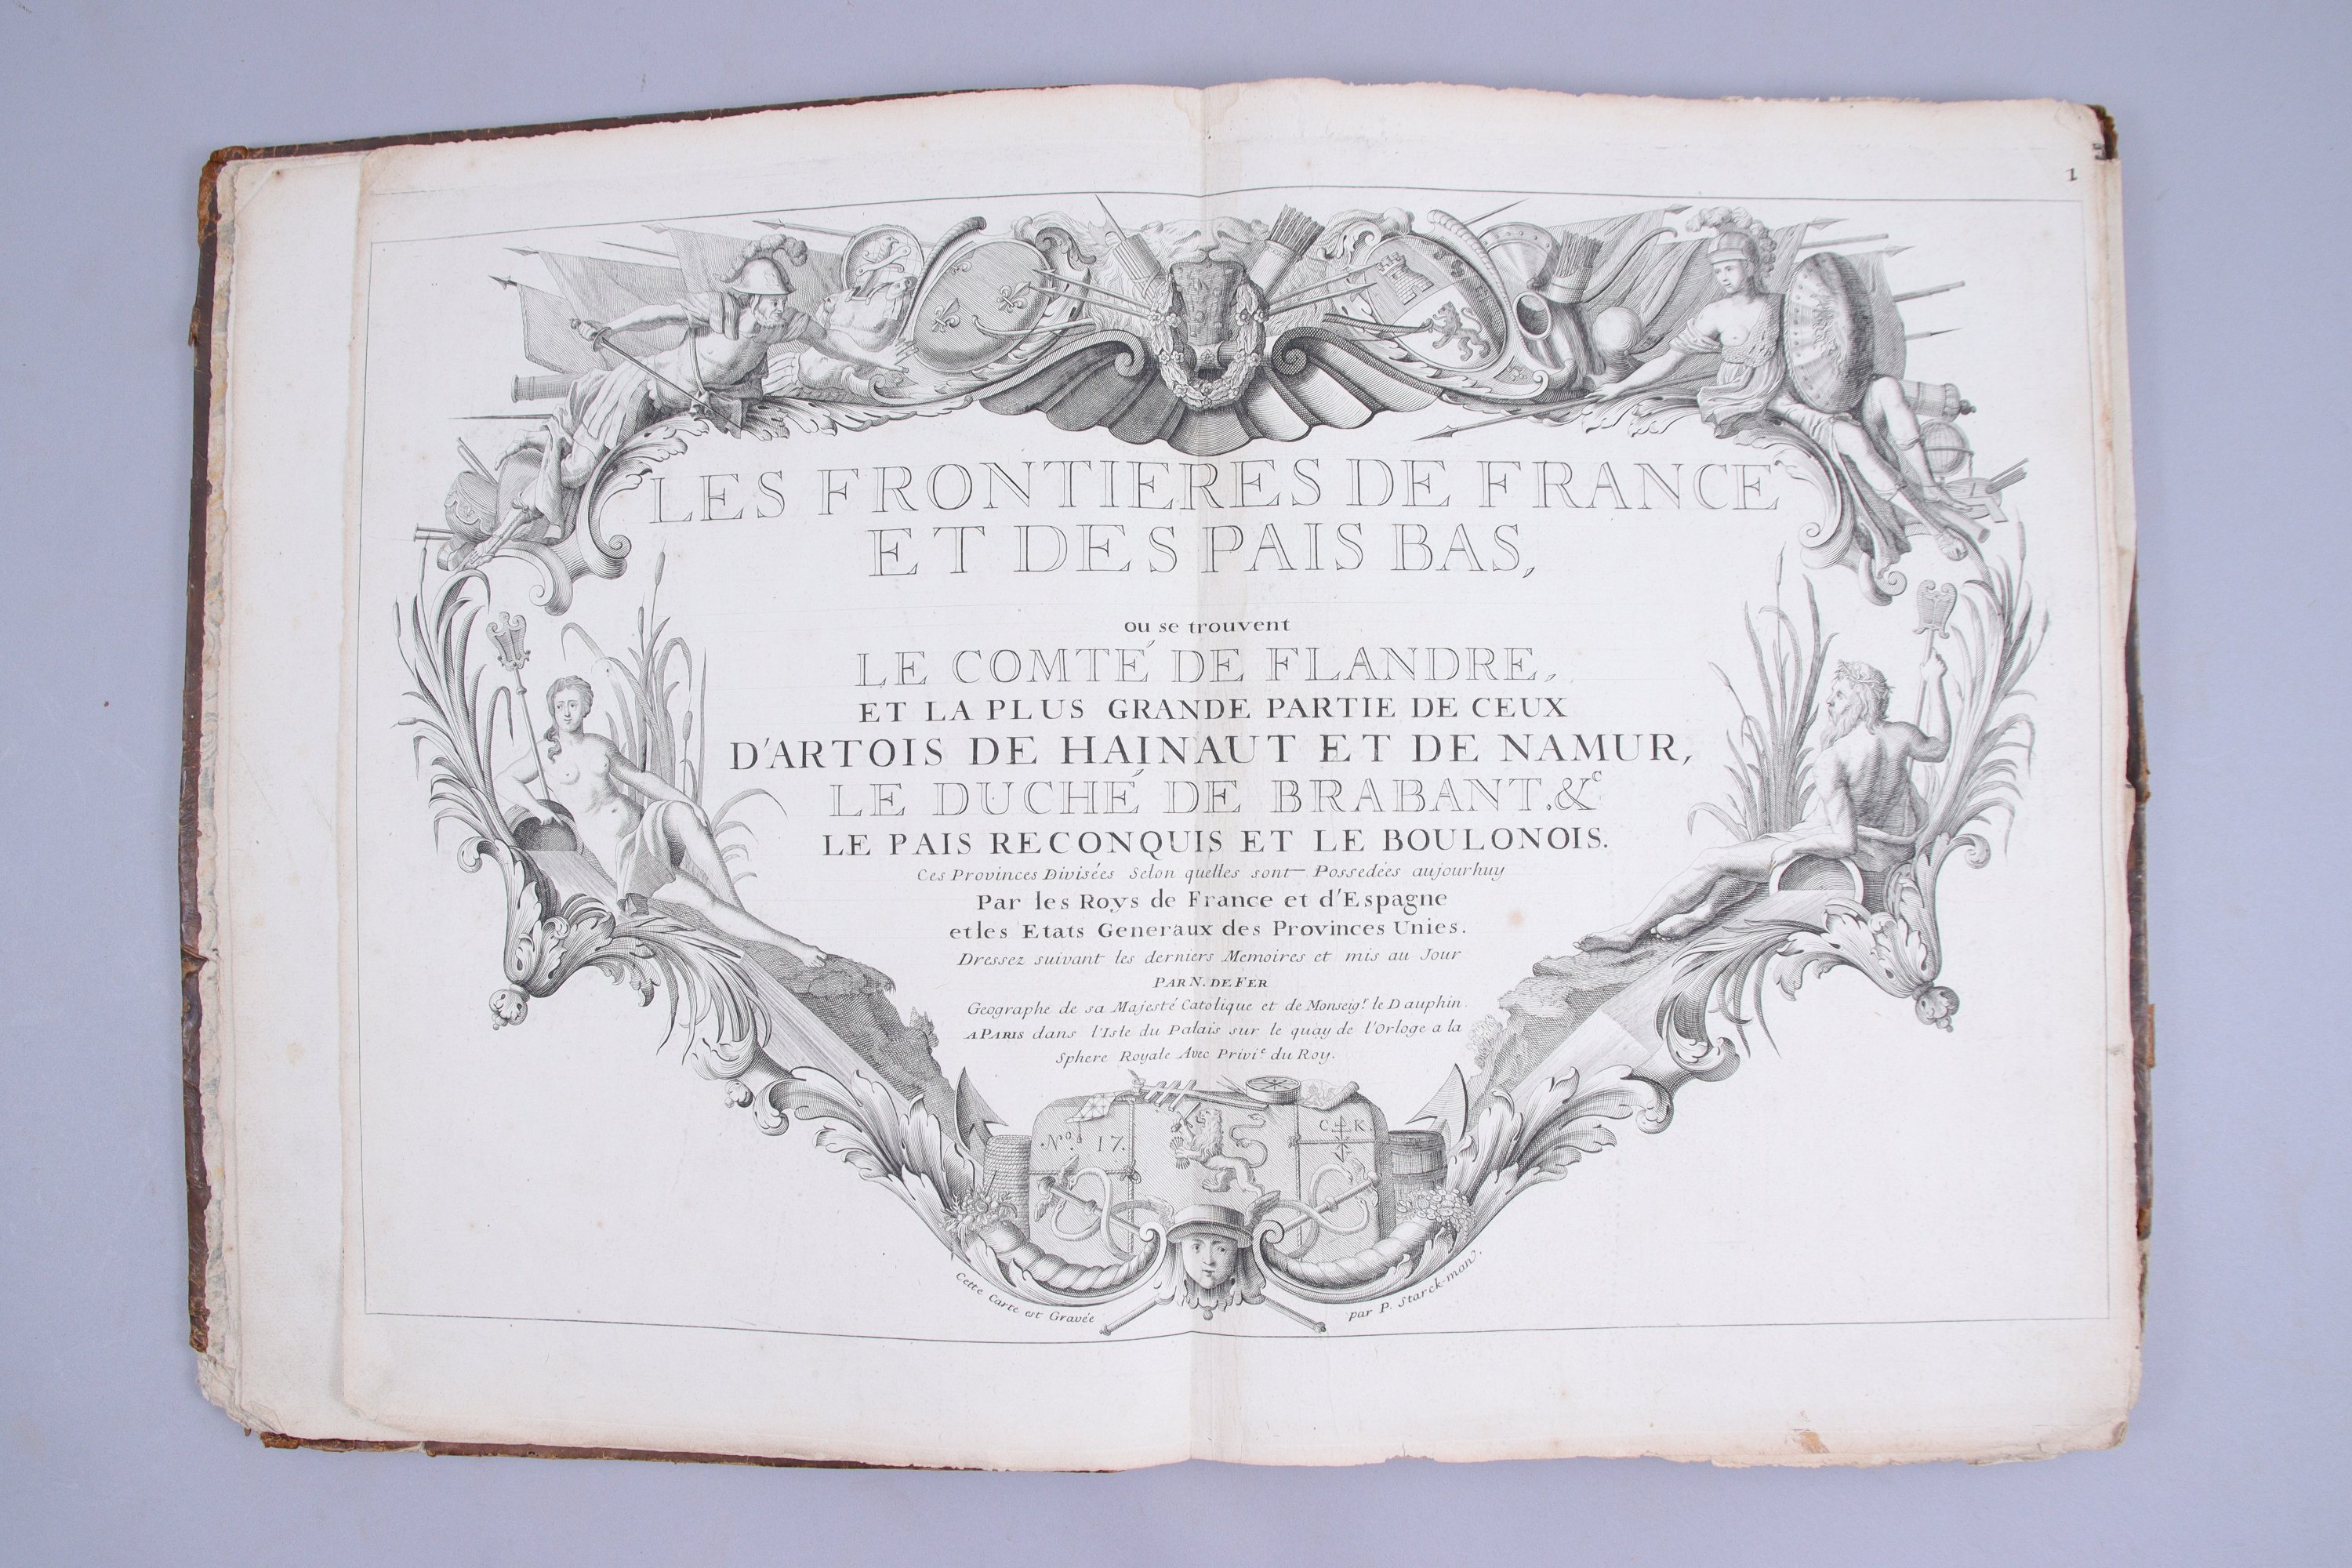 1
LES FRONTIERES DE FRANCE
ET DES PAIS BAS,
ou se trouvent
LE COMTÉ DE FLANDRE,
ET LA PLUS GRANDE PARTIE DE CEUX
D'ARTOIS DE HAINAUT ET DE NAMUR,
LE DUCHÉ DE BRABANT.&c
LE PAIS RECONQUIS ET LE BOULONOIS.
Ces Provinces Divisées Selon quelles sont Possedées aujourhuy
Par les Roys de France et d'Espagne
et les Etats Generaux des Provinces Unies.
Dressez suivant les derniers Memoires et mis au Jour
PAR N. DE FER
Geographe de sa Majesté Catolique et de Monseigr. le Dauphin.
A PARIS dans l'Isle du Palais sur le quay de l'Orloge a la
Sphere Royale Avec Privie. du Roy.
No. 17.
C K
Cette Carte est Gravée
par P. Starck-man.